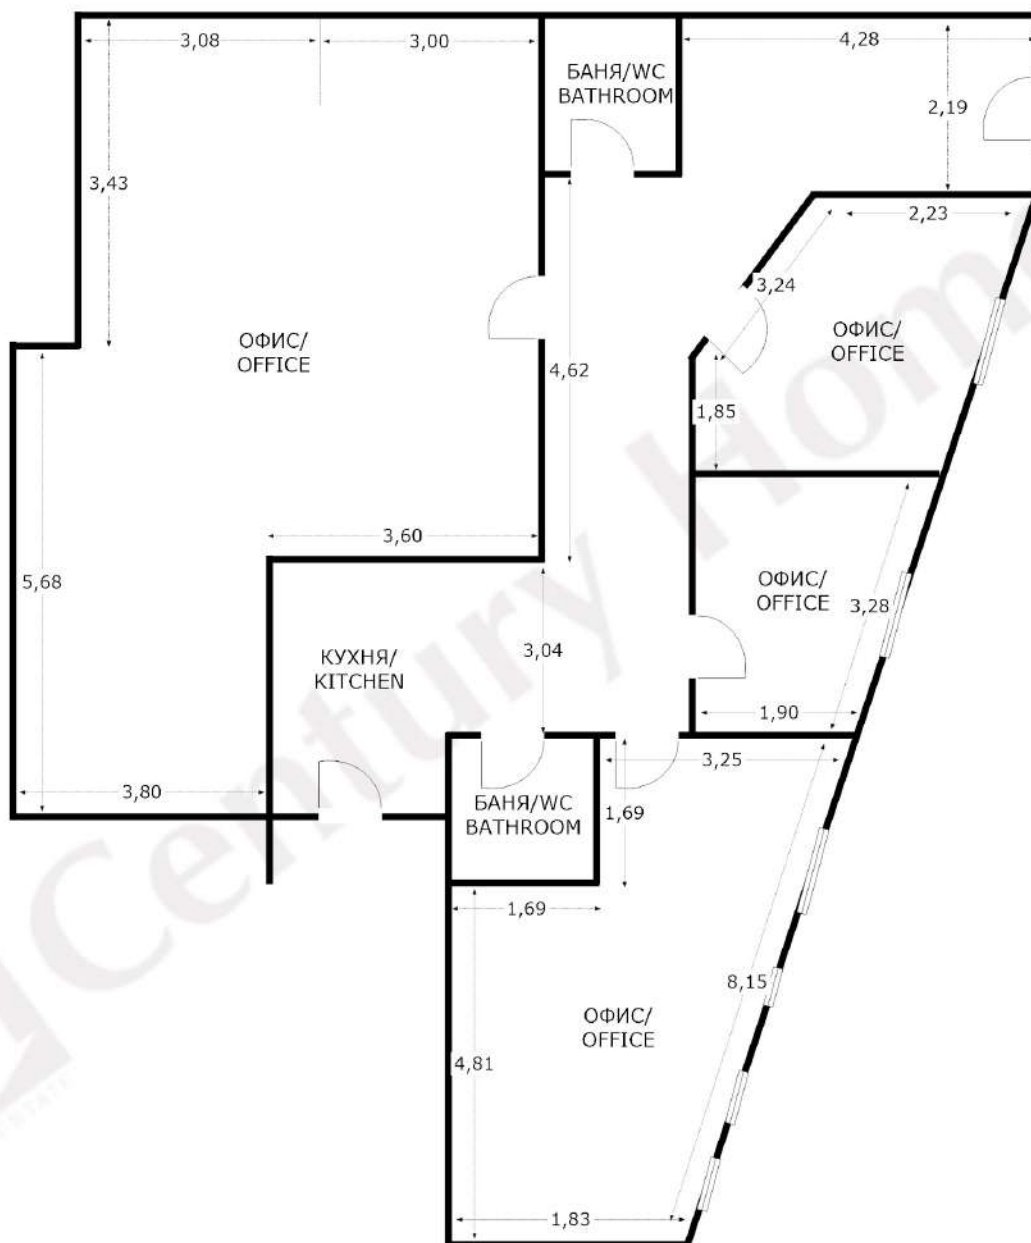 3,08
3,00
4,28
БАНЯ/WC
BATHROOM
2,19
3,43
2,23
3,24
ОФИС/
OFFICE
ОФИС/
OFFICE
4,62
1,85
3,60
5,68
ОФИС/
OFFICE
3,28
3,04
КУХНЯ/
KITCHEN
1,90
3,25
3,80
БАНЯ/WC
BATHROOM
1,69
1,69
8,15
ОФИС/
OFFICE
4,81
1,83
Century Hom